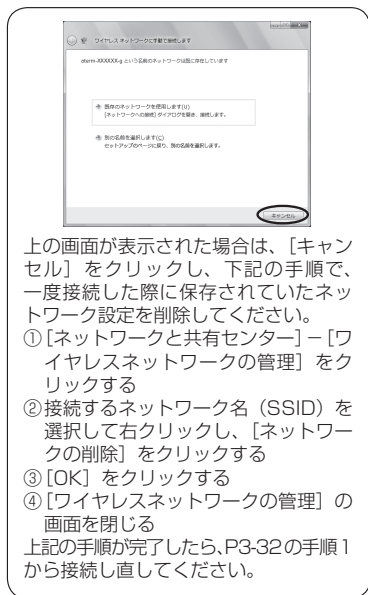 ワイヤレス ネットワークに手動で接続します
aterm-XXXXXX-g という名前のネットワークは既に存在しています
既存のネットワークを使用します(U)
[ネットワークへの接続] ダイアログを開き、接続します。
別の名前を選択します(C)
セットアップのページに戻り、別の名前を選択します。
キャンセル
上の画面が表示された場合は、［キャン
セル］をクリックし、下記の手順で、
一度接続した際に保存されていたネッ
トワーク設定を削除してください。
①［ネットワークと共有センター］－［ワ
イヤレスネットワークの管理］をク
リックする
②接続するネットワーク名（SSID）を
選択して右クリックし、［ネットワー
クの削除］をクリックする
③［OK］をクリックする
④［ワイヤレスネットワークの管理］の
画面を閉じる
上記の手順が完了したら、P3-32の手順1
から接続し直してください。